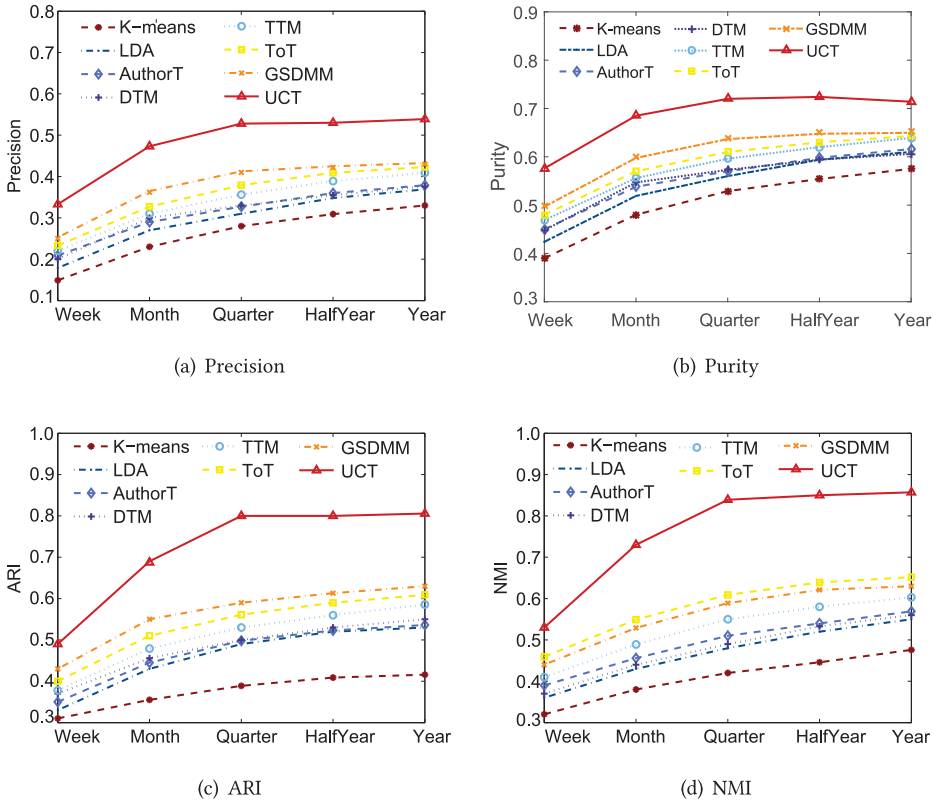 0.8
0.7
0.6
0.5
0.4
0.3
0.2
0.1
Precision
K-means
LDA
AuthorT
DTM
TTM
ToT
GSDMM
UCT
Week Month Quarter HalfYear Year
(a) Precision
0.9
0.8
0.7
0.6
0.5
0.4
0.3
Purity
K-means
LDA
AuthorT
DTM
TTM
ToT
GSDMM
UCT
Week Month Quarter HalfYear Year
(b) Purity
1.0
0.9
0.8
0.7
0.6
0.5
0.4
0.3
ARI
K-means
LDA
AuthorT
DTM
TTM
ToT
GSDMM
UCT
Week Month Quarter HalfYear Year
(c) ARI
1.0
0.9
0.8
0.7
0.6
0.5
0.4
0.3
NMI
K-means
LDA
AuthorT
DTM
TTM
ToT
GSDMM
UCT
Week Month Quarter HalfYear Year
(d) NMI